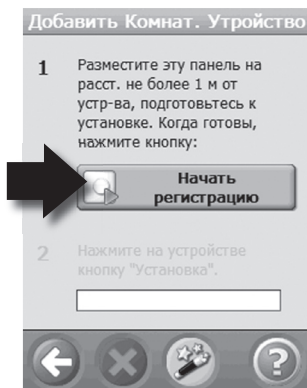 Добавить Комнат. Утройство
1
Разместите эту панель на
расст. не более 1 м от
устр-ва, подготовьтесь к
установке. Когда готовы,
нажмите кнопку:
Начать
регистрацию
2
Нажмите на устройстве
кнопку "Установка".
?